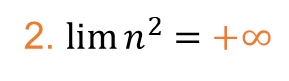 2. lim n² = +∞